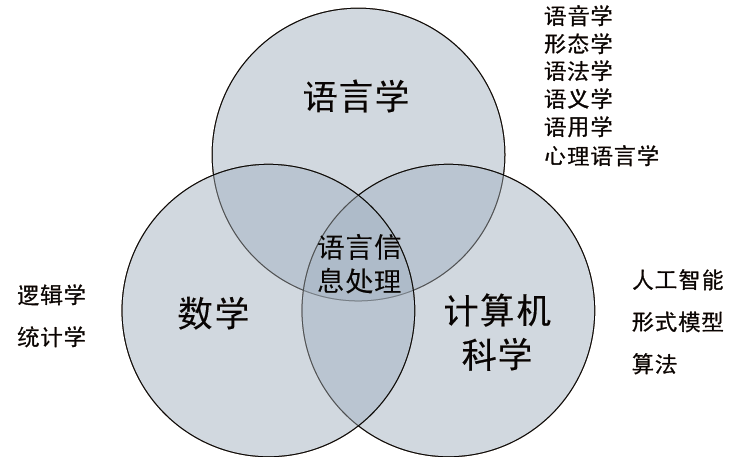 语音学
形态学
语法学
语义学
语用学
心理语言学
语言学
语言信
息处理
逻辑学
统计学
数学
计算机
科学
人工智能
形式模型
算法